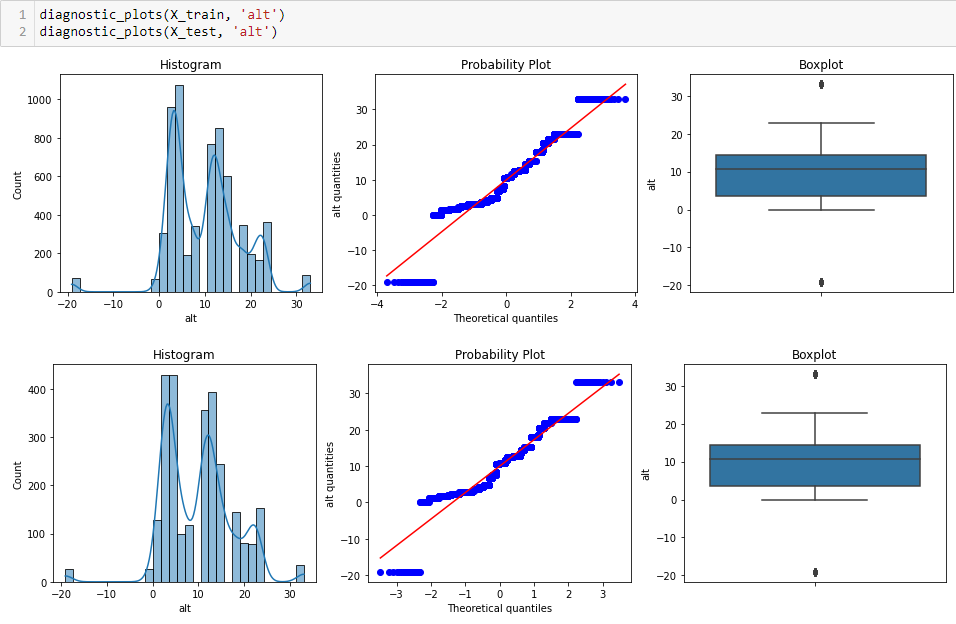 1 diagnostic_plots(X_train, 'alt')
2 diagnostic_plots(X_test, 'alt')
Histogram Probability Plot Boxplot
1000
800
600
400
200
0
Count
−20 −10 0 10 20 30
alt
30
20
10
0
−10
−20
alt quantities
−4 −2 0 2 4
Theoretical quantiles
30
20
10
0
−10
−20
alt
Histogram Probability Plot Boxplot
400
300
200
100
0
Count
−20 −10 0 10 20 30
alt
30
20
10
0
−10
−20
alt quantities
−3 −2 −1 0 1 2 3
Theoretical quantiles
30
20
10
0
−10
−20
alt